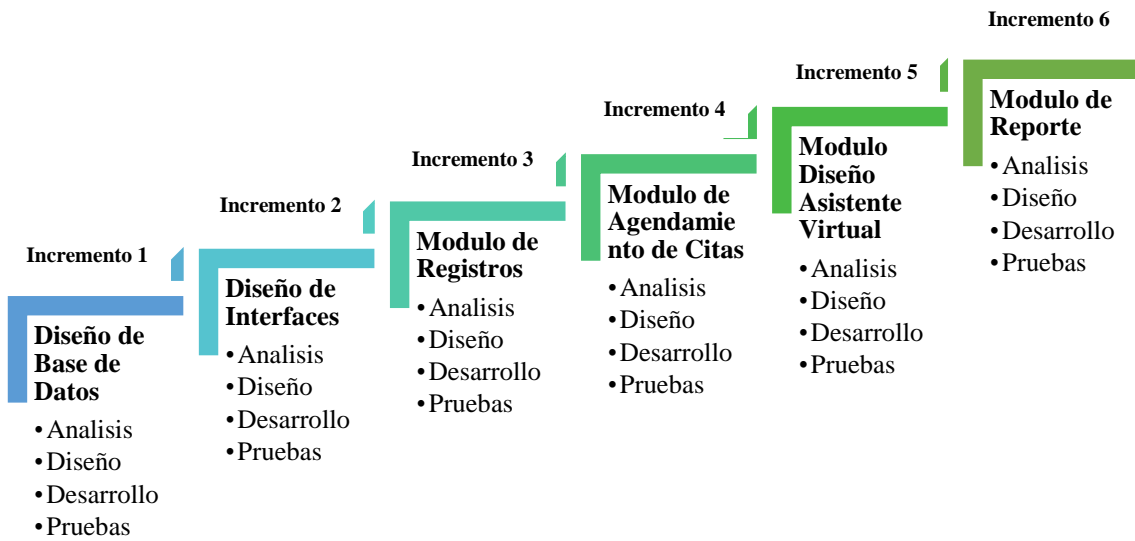 Incremento 1
Diseño de
Base de
Datos
•Analisis
•Diseño
•Desarrollo
•Pruebas
Incremento 2
Diseño de
Interfaces
•Analisis
•Diseño
•Desarrollo
•Pruebas
Incremento 3
Modulo de
Registros
•Analisis
•Diseño
•Desarrollo
•Pruebas
Incremento 4
Modulo de
Agendamie
nto de Citas
•Analisis
•Diseño
•Desarrollo
•Pruebas
Incremento 5
Modulo
Diseño
Asistente
Virtual
•Analisis
•Diseño
•Desarrollo
•Pruebas
Incremento 6
Modulo de
Reporte
•Analisis
•Diseño
•Desarrollo
•Pruebas